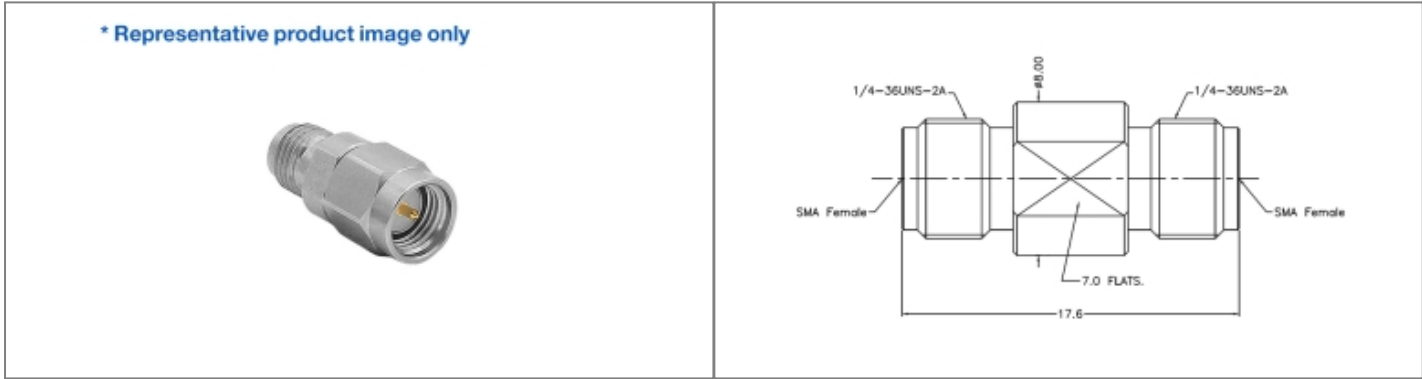 * Representative product image only
ø8.00
1/4-36UNS-2A
1/4-36UNS-2A
SMA Female
SMA Female
7.0 FLATS.
17.6